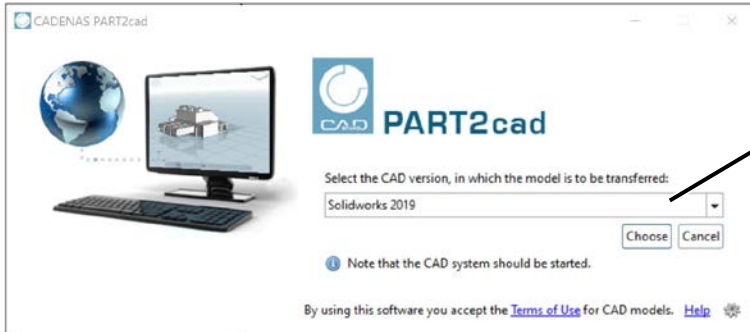 CADENAS PART2cad
CAD
PART2cad
Select the CAD version, in which the model is to be transferred:
Solidworks 2019
Choose Cancel
Note that the CAD system should be started.
By using this software you accept the Terms of Use for CAD models. Help